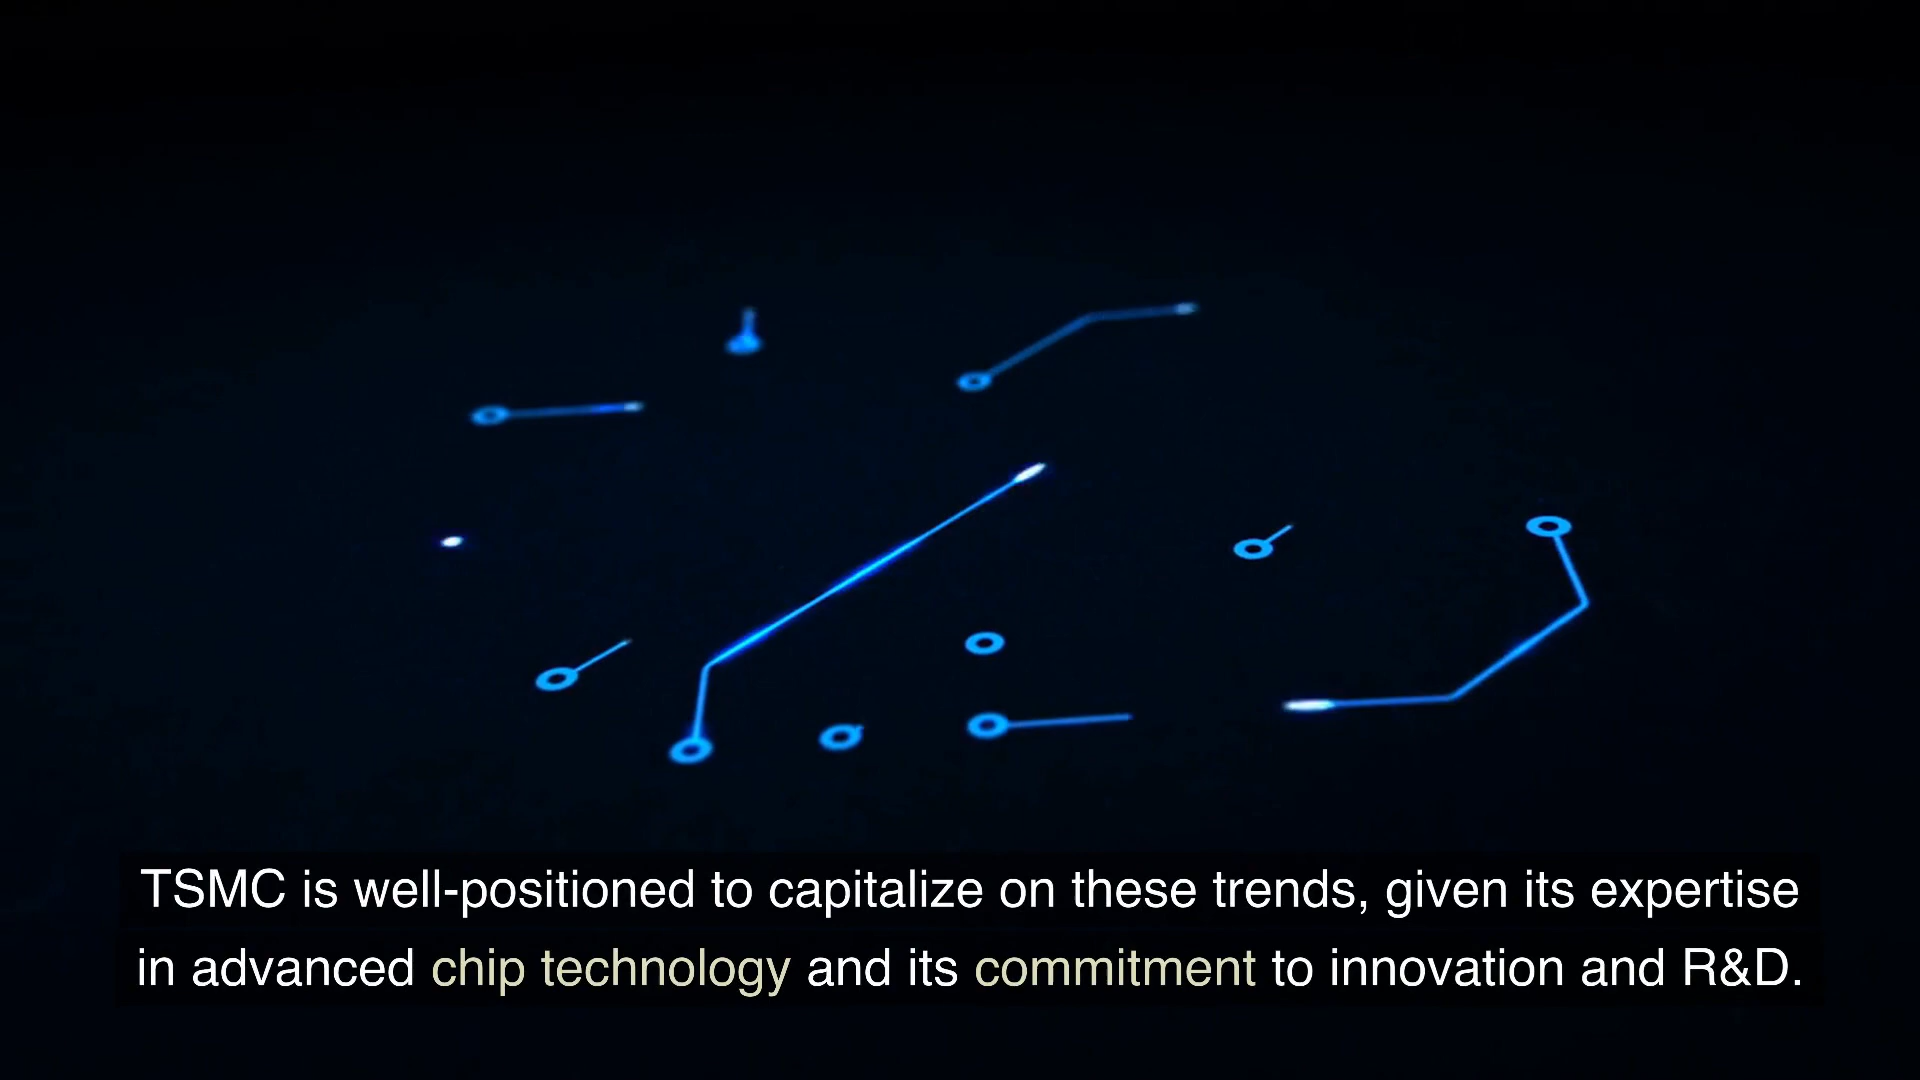 TSMC is well-positioned to capitalize on these trends, given its expertise
in advanced chip technology and its commitment to innovation and R&D.